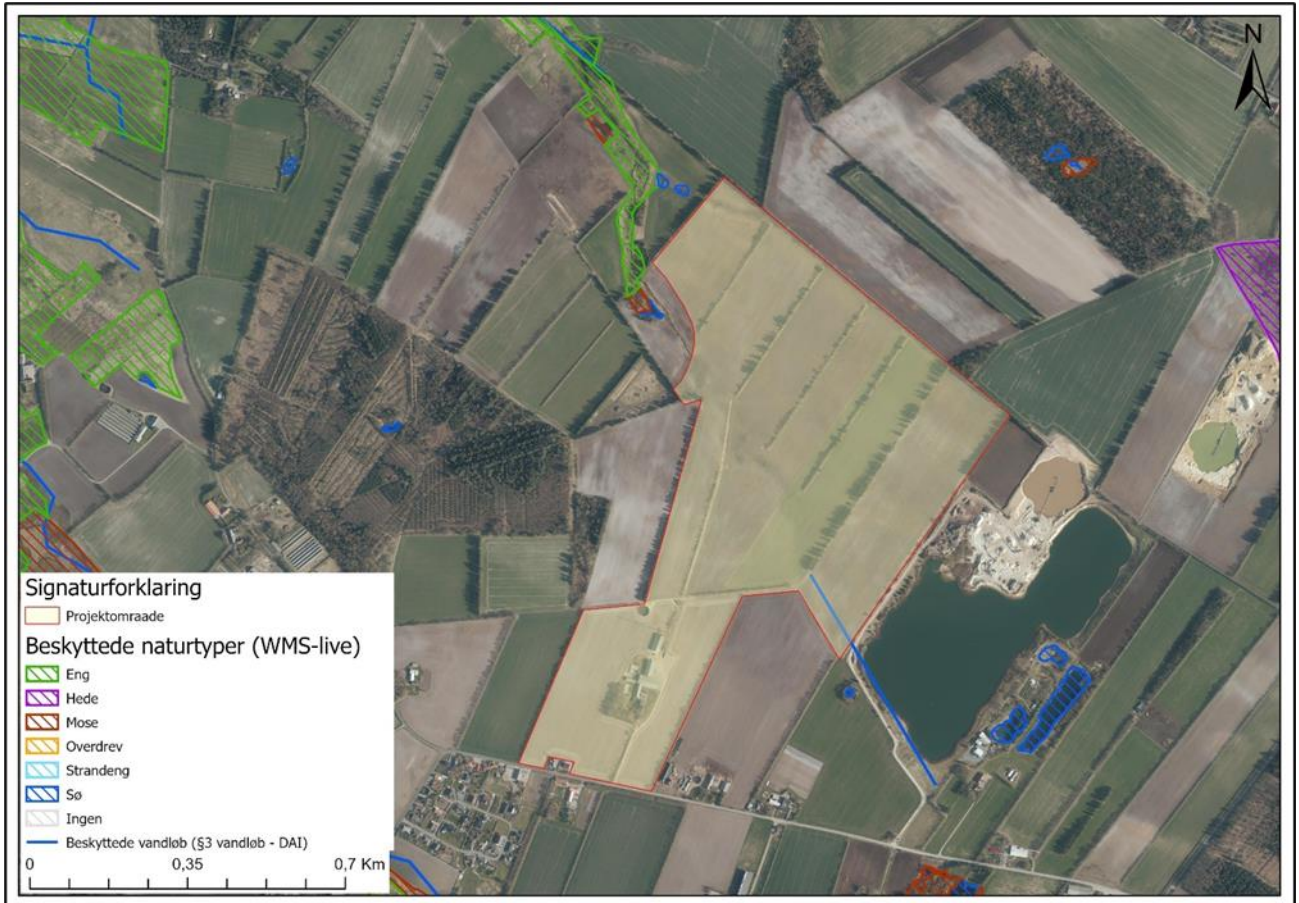 N
Signaturforklaring
Projektomraade
Beskyttede naturtyper (WMS-live)
Eng
Hede
Mose
Overdrev
Strandeng
Sø
Ingen
Beskyttede vandløb (§3 vandløb - DAI)
0 0,35 0,7 Km